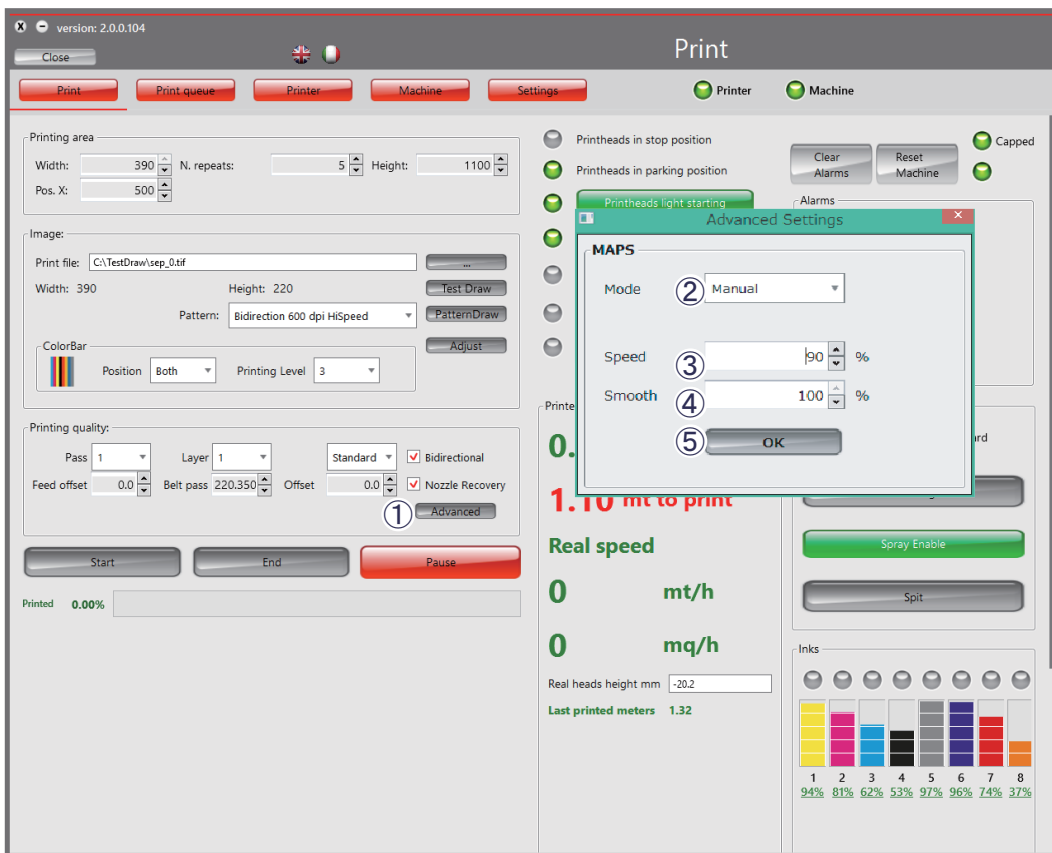 version: 2.0.0.104
Close
Print
Print
Print queue
Printer
Machine
Settings
Printer
Machine
Printing area
Width: 390 N. repeats: 5 Height: 1100
Pos. X: 500
Image:
Print file: C:\TestDraw\sep_0.tif ...
Width: 390 Height: 220 Test Draw
Pattern: Bidirection 600 dpi HiSpeed PatternDraw
Adjust
ColorBar
Position Both Printing Level 3
Printing quality:
Pass 1 Layer 1 Standard Bidirectional
Feed offset 0.0 Belt pass 220.350 Offset 0.0 Nozzle Recovery
① Advanced
Start End Pause
Printed 0.00%
Printheads in stop position
Printheads in parking position
Printheads light starting
Clear Alarms
Reset Machine
Capped
Alarms
Advanced Settings
MAPS
Mode ② Manual
Speed ③ 90 %
Smooth ④ 100 %
⑤ OK
1.10 mt to print
Real speed
0 mt/h
0 mq/h
Real heads height mm -20.2
Last printed meters 1.32
Spray Enable
Spit
Inks
1 2 3 4 5 6 7 8
94% 81% 62% 53% 97% 96% 74% 37%